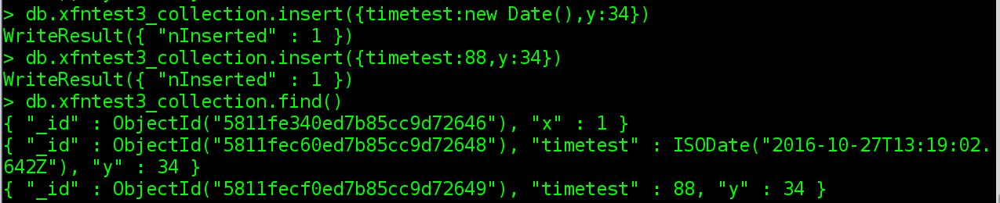 > db.xfntest3_collection.insert({timetest:new Date(),y:34})
WriteResult({ "nInserted" : 1 })
> db.xfntest3_collection.insert({timetest:88,y:34})
WriteResult({ "nInserted" : 1 })
> db.xfntest3_collection.find()
{ "_id" : ObjectId("5811fe340ed7b85cc9d72646"), "x" : 1 }
{ "_id" : ObjectId("5811fec60ed7b85cc9d72648"), "timetest" : ISODate("2016-10-27T13:19:02.
642Z"), "y" : 34 }
{ "_id" : ObjectId("5811fecf0ed7b85cc9d72649"), "timetest" : 88, "y" : 34 }